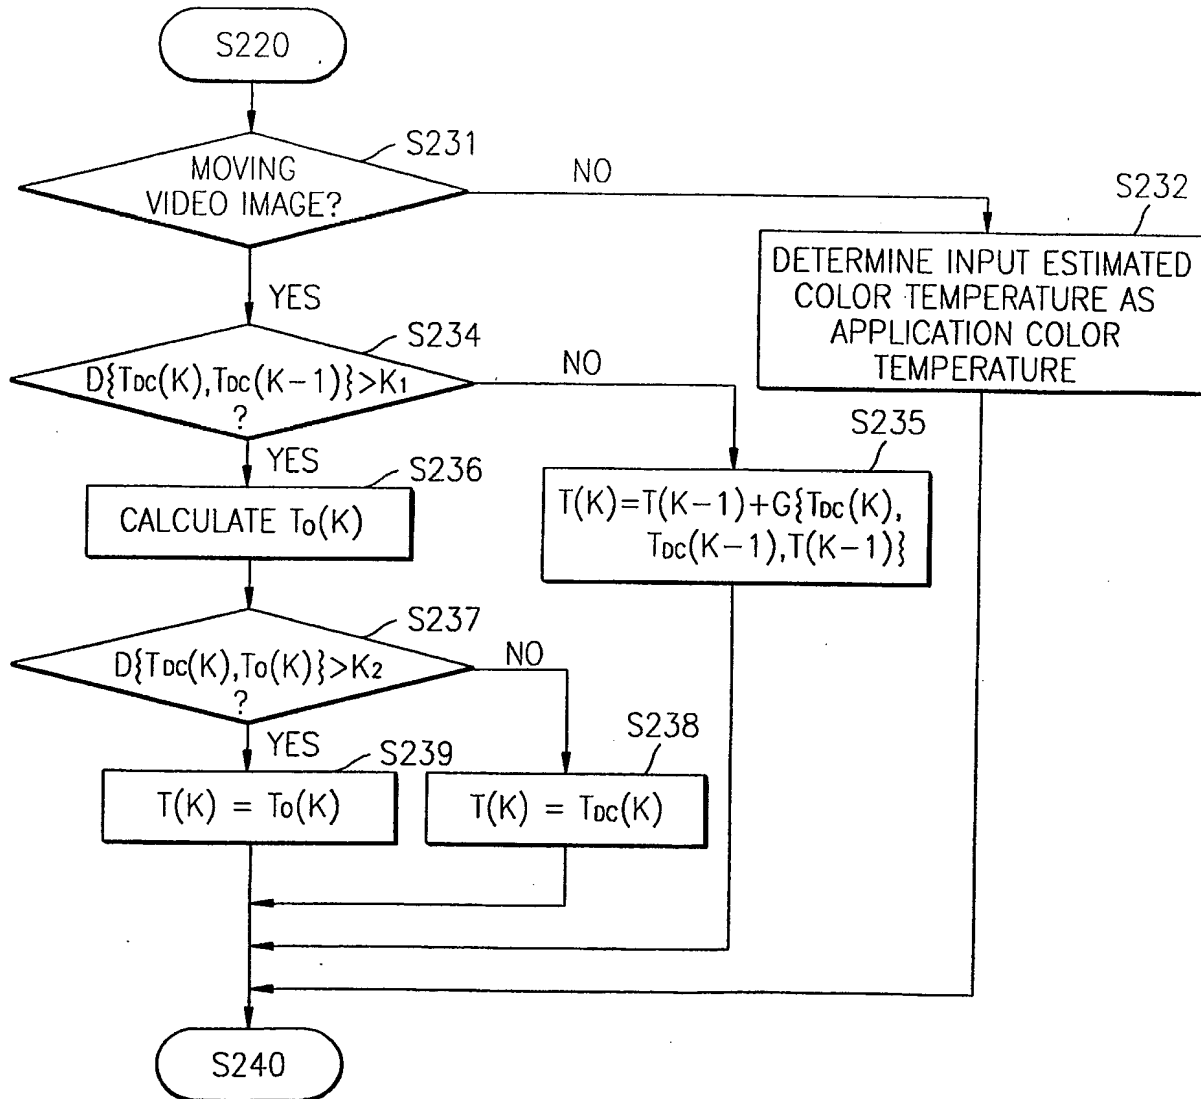 S220
S231
MOVING
VIDEO IMAGE?
NO
S232
DETERMINE INPUT ESTIMATED
COLOR TEMPERATURE AS
APPLICATION COLOR
TEMPERATURE
YES
S234
D{TDC(K),TDC(K-1)}>K1
?
NO
S235
T(K)=T(K-1)+G{TDC(K),
TDC(K-1),T(K-1)}
YES
S236
CALCULATE To(K)
S237
D{TDC(K),To(K)}>K2
?
NO
S238
T(K) = TDC(K)
YES
S239
T(K) = To(K)
S240